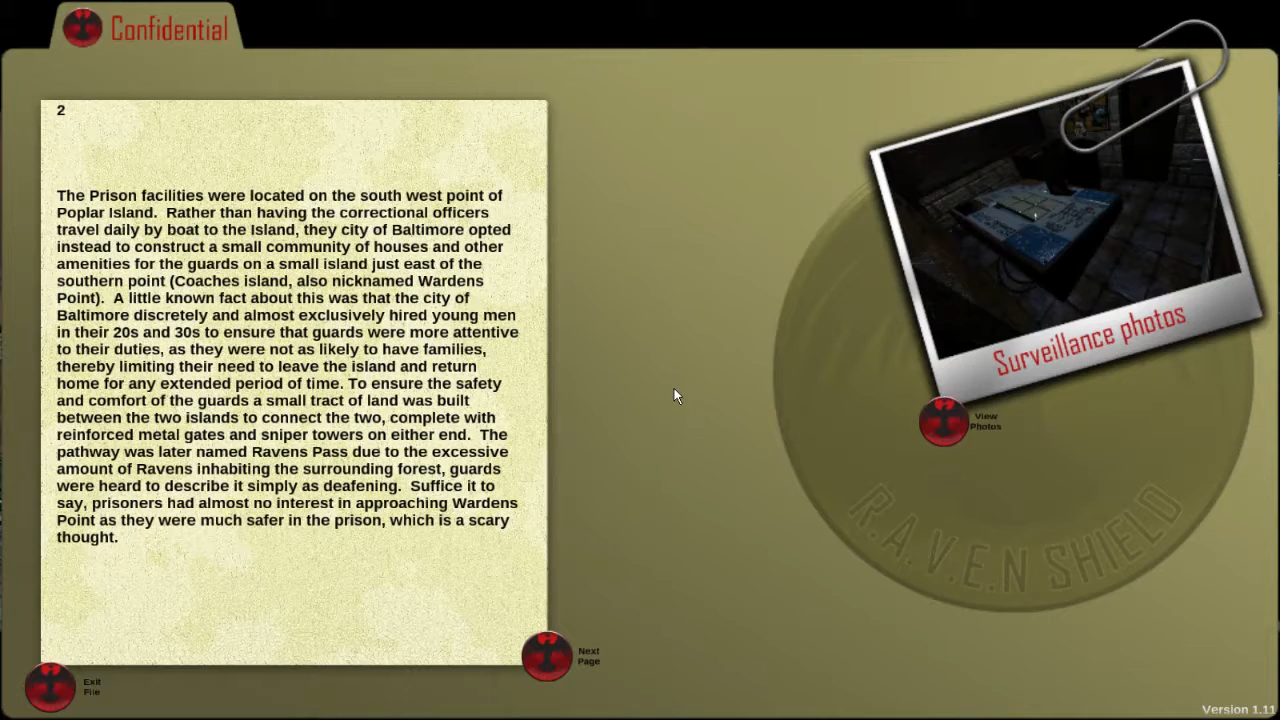 Confidential
2
The Prison facilities were located on the south west point of
Poplar Island.  Rather than having the correctional officers
travel daily by boat to the Island, they city of Baltimore opted
instead to construct a small community of houses and other
amenities for the guards on a small island just east of the
southern point (Coaches island, also nicknamed Wardens
Point).  A little known fact about this was that the city of
Baltimore discretely and almost exclusively hired young men
in their 20s and 30s to ensure that guards were more attentive
to their duties, as they were not as likely to have families,
thereby limiting their need to leave the island and return
home for any extended period of time. To ensure the safety
and comfort of the guards a small tract of land was built
between the two islands to connect the two, complete with
reinforced metal gates and sniper towers on either end.  The
pathway was later named Ravens Pass due to the excessive
amount of Ravens inhabiting the surrounding forest, guards
were heard to describe it simply as deafening.  Suffice it to
say, prisoners had almost no interest in approaching Wardens
Point as they were much safer in the prison, which is a scary
thought.
Next
Page
Exit
File
Surveillance photos
View
Photos
R.A.V.E.N SHIELD
Version 1.11